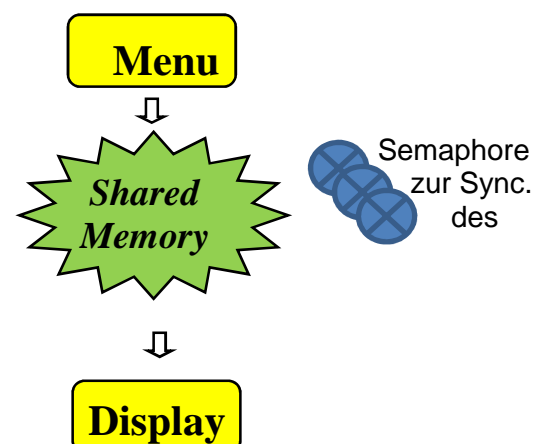 Menu
Semaphore
zur Sync.
des
Shared
Memory
Display